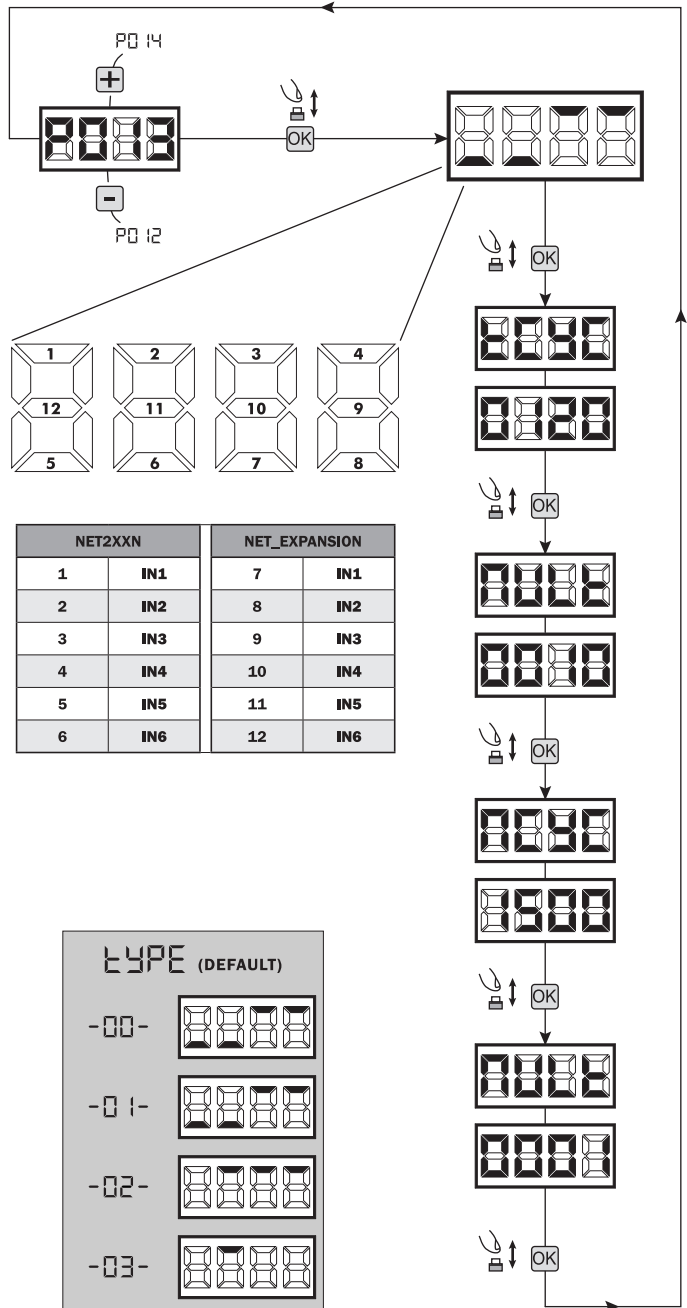 P014
+
P013
OK
-
P012
OK
tCYC
0120
OK
MULt
0010
OK
MCYC
1500
OK
MULt
0001
OK
1 2 3 4
12 11 10 9
5 6 7 8
NET2XXN NET_EXPANSION
1 IN1 7 IN1
2 IN2 8 IN2
3 IN3 9 IN3
4 IN4 10 IN4
5 IN5 11 IN5
6 IN6 12 IN6
tYPE (DEFAULT)
-00-
-01-
-02-
-03-